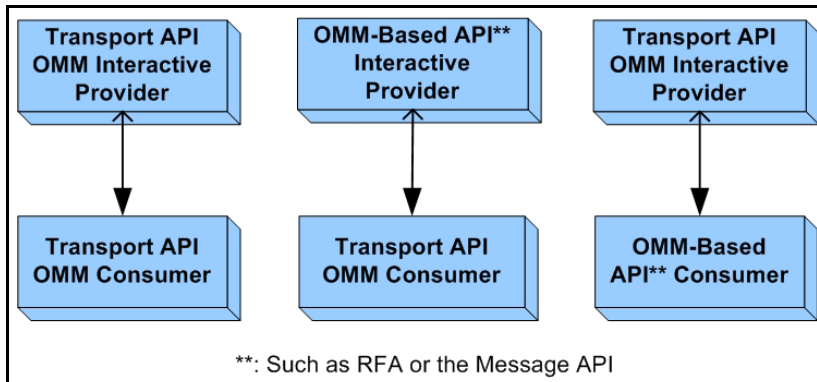 Transport API
OMM Interactive
Provider
OMM-Based API**
Interactive
Provider
Transport API
OMM Interactive
Provider
Transport API
OMM Consumer
Transport API
OMM Consumer
OMM-Based
API** Consumer
**: Such as RFA or the Message API